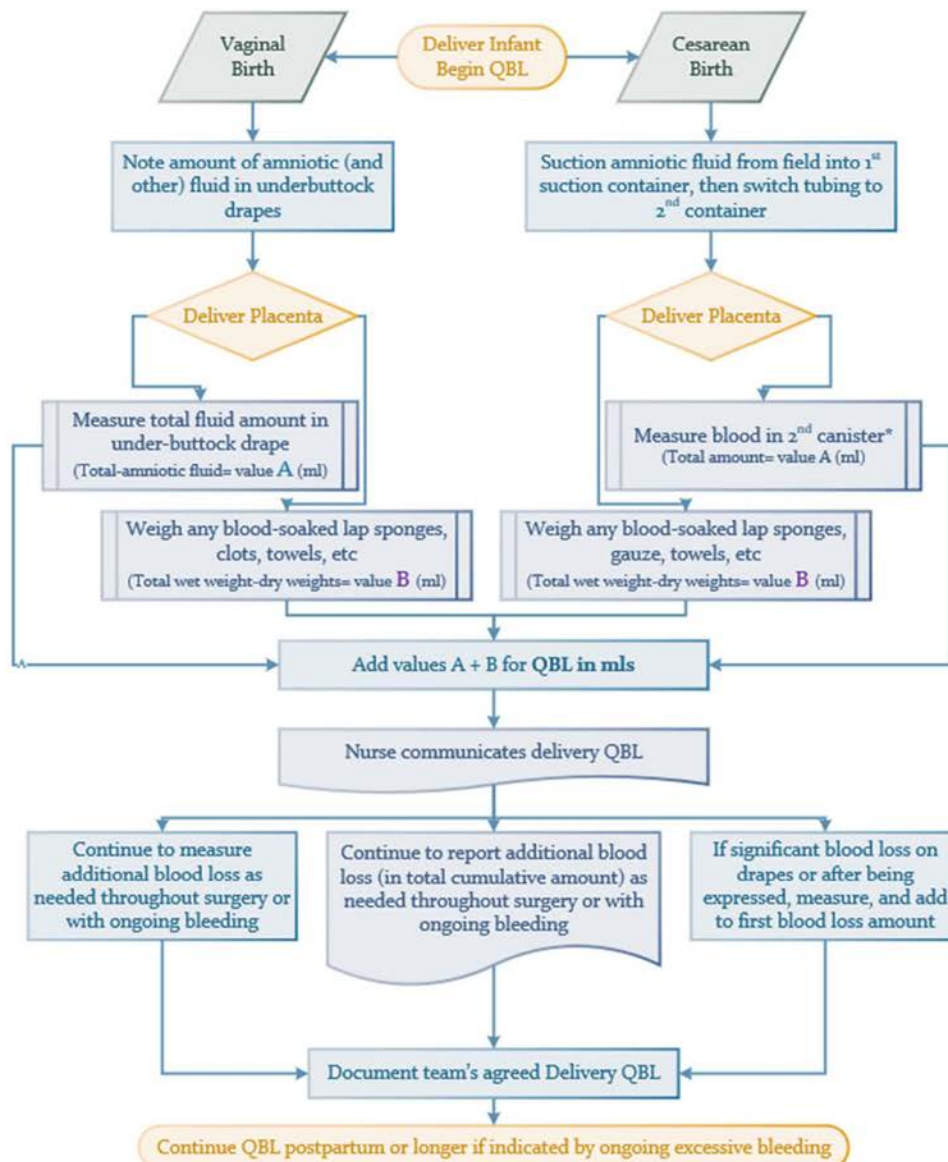 Vaginal
Birth
Deliver Infant
Begin QBL
Cesarean
Birth
Note amount of amniotic (and
other) fluid in underbuttock
drapes
Suction amniotic fluid from field into 1st
suction container, then switch tubing to
2nd container
Deliver Placenta
Deliver Placenta
Measure total fluid amount in
under-buttock drape
(Total-amniotic fluid= value A (ml)
Measure blood in 2nd canister*
(Total amount= value A (ml)
Weigh any blood-soaked lap sponges,
clots, towels, etc
(Total wet weight-dry weights= value B (ml)
Weigh any blood-soaked lap sponges,
gauze, towels, etc
(Total wet weight-dry weights= value B (ml)
Add values A + B for QBL in mls
Nurse communicates delivery QBL
Continue to measure
additional blood loss as
needed throughout surgery or
with ongoing bleeding
Continue to report additional blood
loss (in total cumulative amount) as
needed throughout surgery or with
ongoing bleeding
If significant blood loss on
drapes or after being
expressed, measure, and add
to first blood loss amount
Document team's agreed Delivery QBL
Continue QBL postpartum or longer if indicated by ongoing excessive bleeding